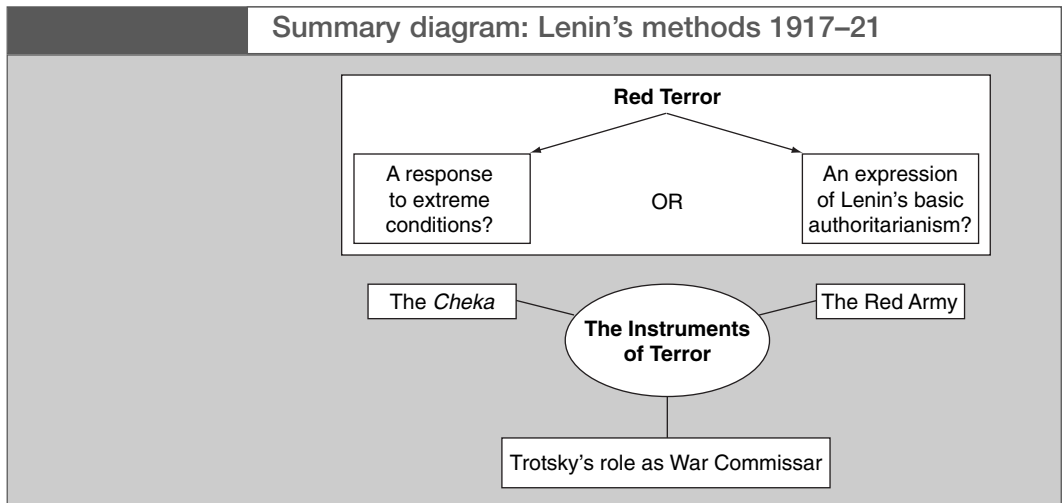 Summary diagram: Lenin's methods 1917–21
Red Terror
A response
to extreme
conditions?
OR
An expression
of Lenin's basic
authoritarianism?
The Cheka
The Red Army
The Instruments
of Terror
Trotsky's role as War Commissar